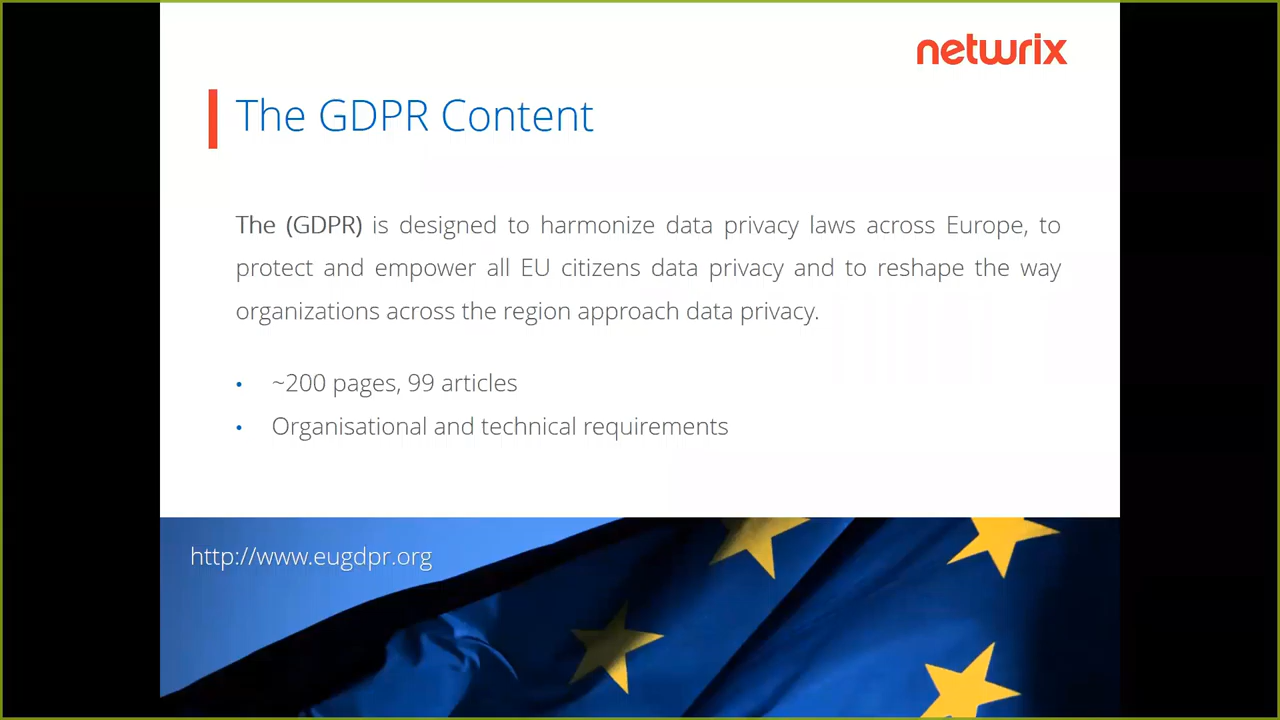 netwrix
The GDPR Content
The (GDPR) is designed to harmonize data privacy laws across Europe, to
protect and empower all EU citizens data privacy and to reshape the way
organizations across the region approach data privacy.
• ~200 pages, 99 articles
• Organisational and technical requirements
http://www.eugdpr.org